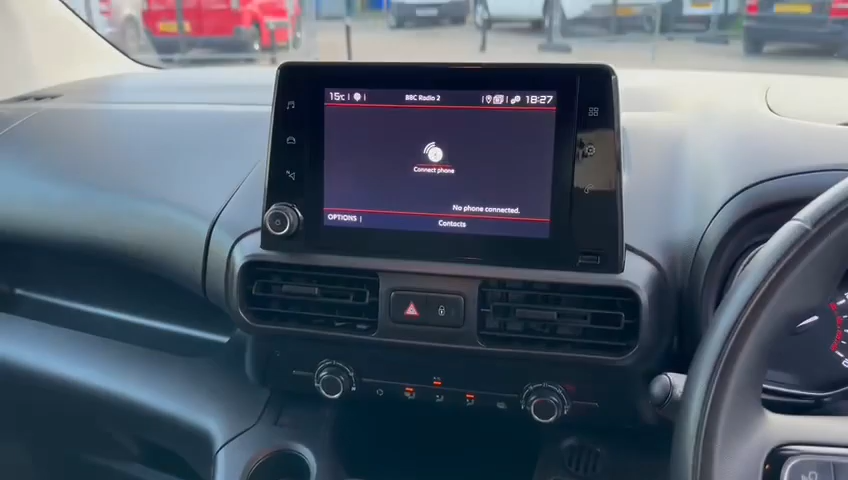 15°C
BBC Radio 2
18:27
Connect phone
No phone connected.
OPTIONS
Contacts